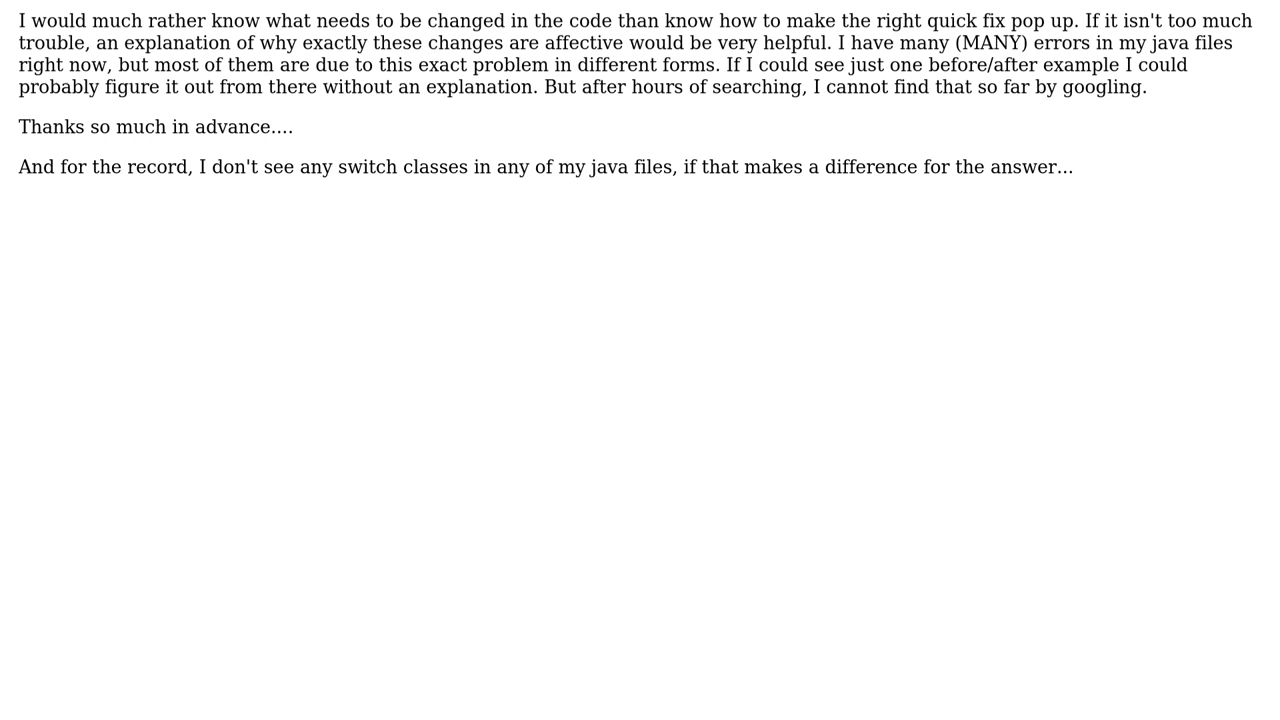 I would much rather know what needs to be changed in the code than know how to make the right quick fix pop up. If it isn't too much
trouble, an explanation of why exactly these changes are affective would be very helpful. I have many (MANY) errors in my java files
right now, but most of them are due to this exact problem in different forms. If I could see just one before/after example I could
probably figure it out from there without an explanation. But after hours of searching, I cannot find that so far by googling.
Thanks so much in advance....
And for the record, I don't see any switch classes in any of my java files, if that makes a difference for the answer...